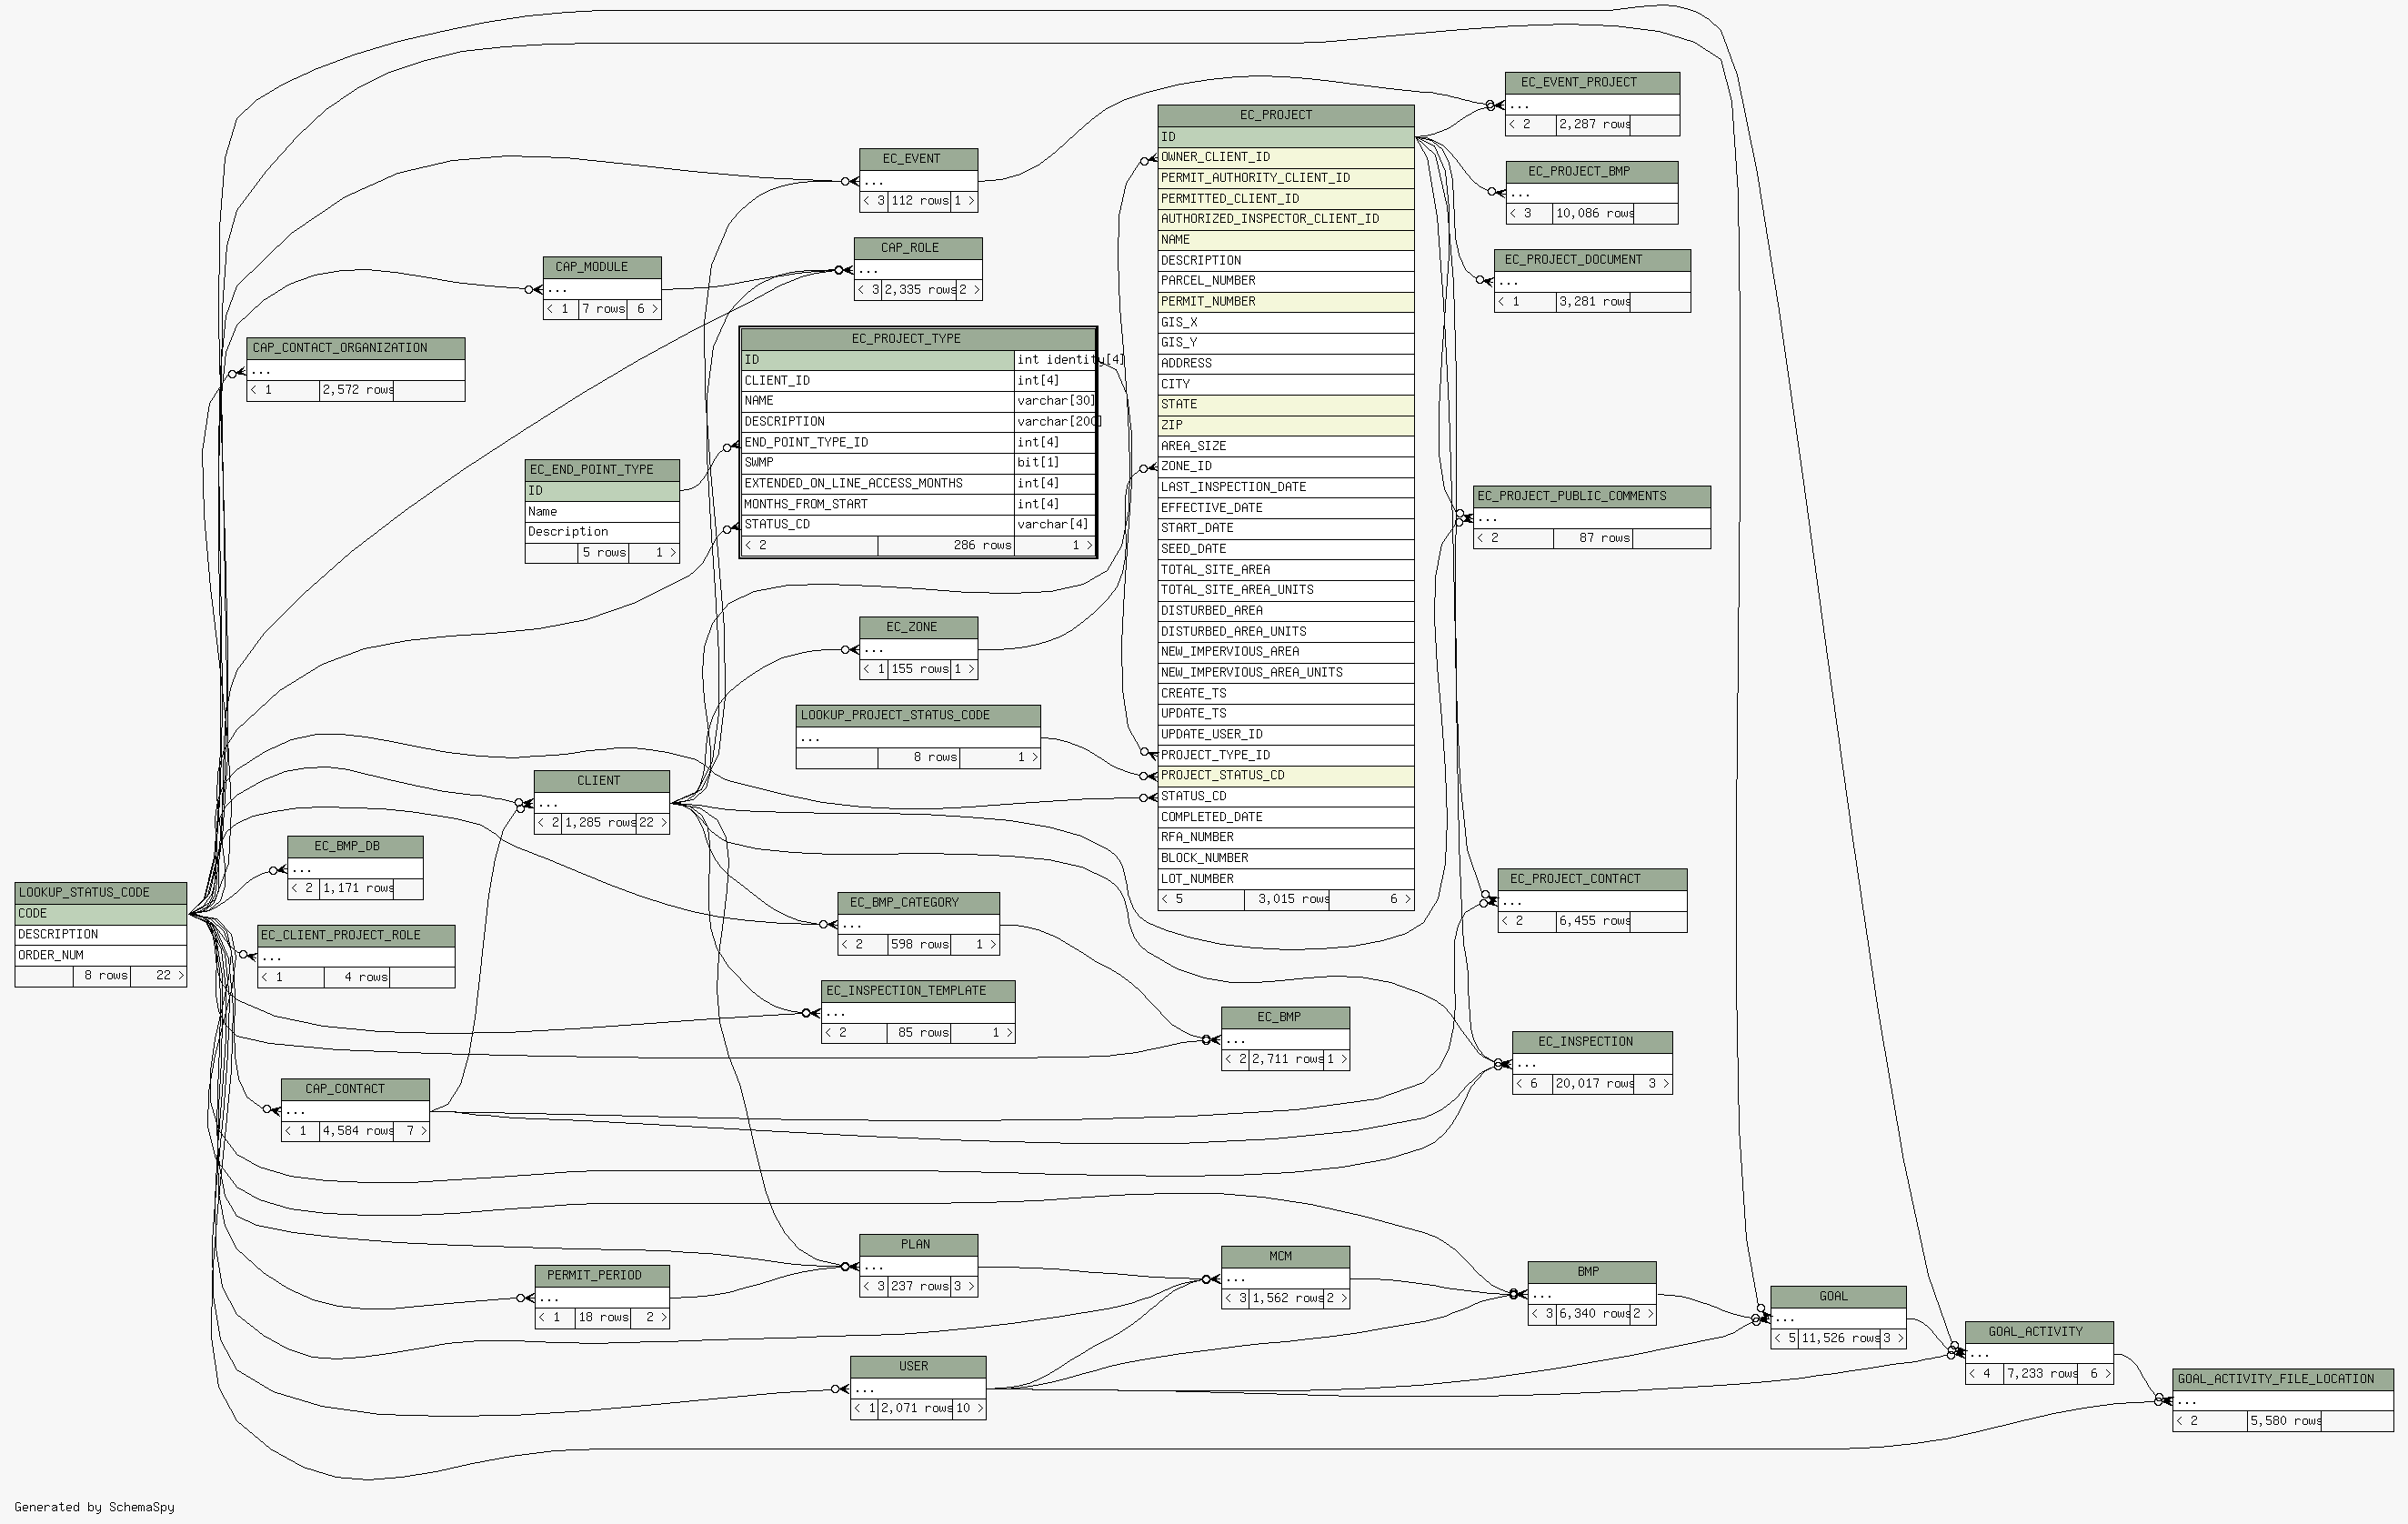 EC_EVENT_PROJECT
...
< 2 2,287 rows
EC_PROJECT_BMP
...
< 3 10,086 rows
EC_PROJECT_DOCUMENT
...
< 1 3,281 rows
EC_EVENT
...
< 3 112 rows 1 >
CAP_ROLE
...
< 3 2,335 rows 2 >
CAP_MODULE
...
< 1 7 rows 6 >
CAP_CONTACT_ORGANIZATION
...
< 1 2,572 rows
EC_PROJECT_TYPE
ID int identity[4]
CLIENT_ID int[4]
NAME varchar[30]
DESCRIPTION varchar[200]
END_POINT_TYPE_ID int[4]
SWMP bit[1]
EXTENDED_ON_LINE_ACCESS_MONTHS int[4]
MONTHS_FROM_START int[4]
STATUS_CD varchar[4]
< 2 286 rows 1 >
EC_END_POINT_TYPE
ID
Name
Description
5 rows 1 >
EC_PROJECT
ID
OWNER_CLIENT_ID
PERMIT_AUTHORITY_CLIENT_ID
PERMITTED_CLIENT_ID
AUTHORIZED_INSPECTOR_CLIENT_ID
NAME
DESCRIPTION
PARCEL_NUMBER
PERMIT_NUMBER
GIS_X
GIS_Y
ADDRESS
CITY
STATE
ZIP
AREA_SIZE
ZONE_ID
LAST_INSPECTION_DATE
EFFECTIVE_DATE
START_DATE
SEED_DATE
TOTAL_SITE_AREA
TOTAL_SITE_AREA_UNITS
DISTURBED_AREA
DISTURBED_AREA_UNITS
NEW_IMPERVIOUS_AREA
NEW_IMPERVIOUS_AREA_UNITS
CREATE_TS
UPDATE_TS
UPDATE_USER_ID
PROJECT_TYPE_ID
PROJECT_STATUS_CD
STATUS_CD
COMPLETED_DATE
RFA_NUMBER
BLOCK_NUMBER
LOT_NUMBER
< 5 3,015 rows 6 >
EC_PROJECT_PUBLIC_COMMENTS
...
< 2 87 rows
EC_ZONE
...
< 1 155 rows 1 >
LOOKUP_PROJECT_STATUS_CODE
...
8 rows 1 >
CLIENT
...
< 2 1,285 rows 22 >
EC_BMP_DB
...
< 2 1,171 rows
LOOKUP_STATUS_CODE
CODE
DESCRIPTION
ORDER_NUM
8 rows 22 >
EC_CLIENT_PROJECT_ROLE
...
< 1 4 rows
EC_BMP_CATEGORY
...
< 2 598 rows 1 >
EC_PROJECT_CONTACT
...
< 2 6,455 rows
EC_INSPECTION_TEMPLATE
...
< 2 85 rows 1 >
EC_BMP
...
< 2 2,711 rows 1 >
EC_INSPECTION
...
< 6 20,017 rows 3 >
CAP_CONTACT
...
< 1 4,584 rows 7 >
PLAN
...
< 3 237 rows 3 >
PERMIT_PERIOD
...
< 1 18 rows 2 >
MCM
...
< 3 1,562 rows 2 >
BMP
...
< 3 6,340 rows 2 >
GOAL
...
< 5 11,526 rows 3 >
GOAL_ACTIVITY
...
< 4 7,233 rows 6 >
USER
...
< 1 2,071 rows 10 >
GOAL_ACTIVITY_FILE_LOCATION
...
< 2 5,580 rows
Generated by SchemaSpy